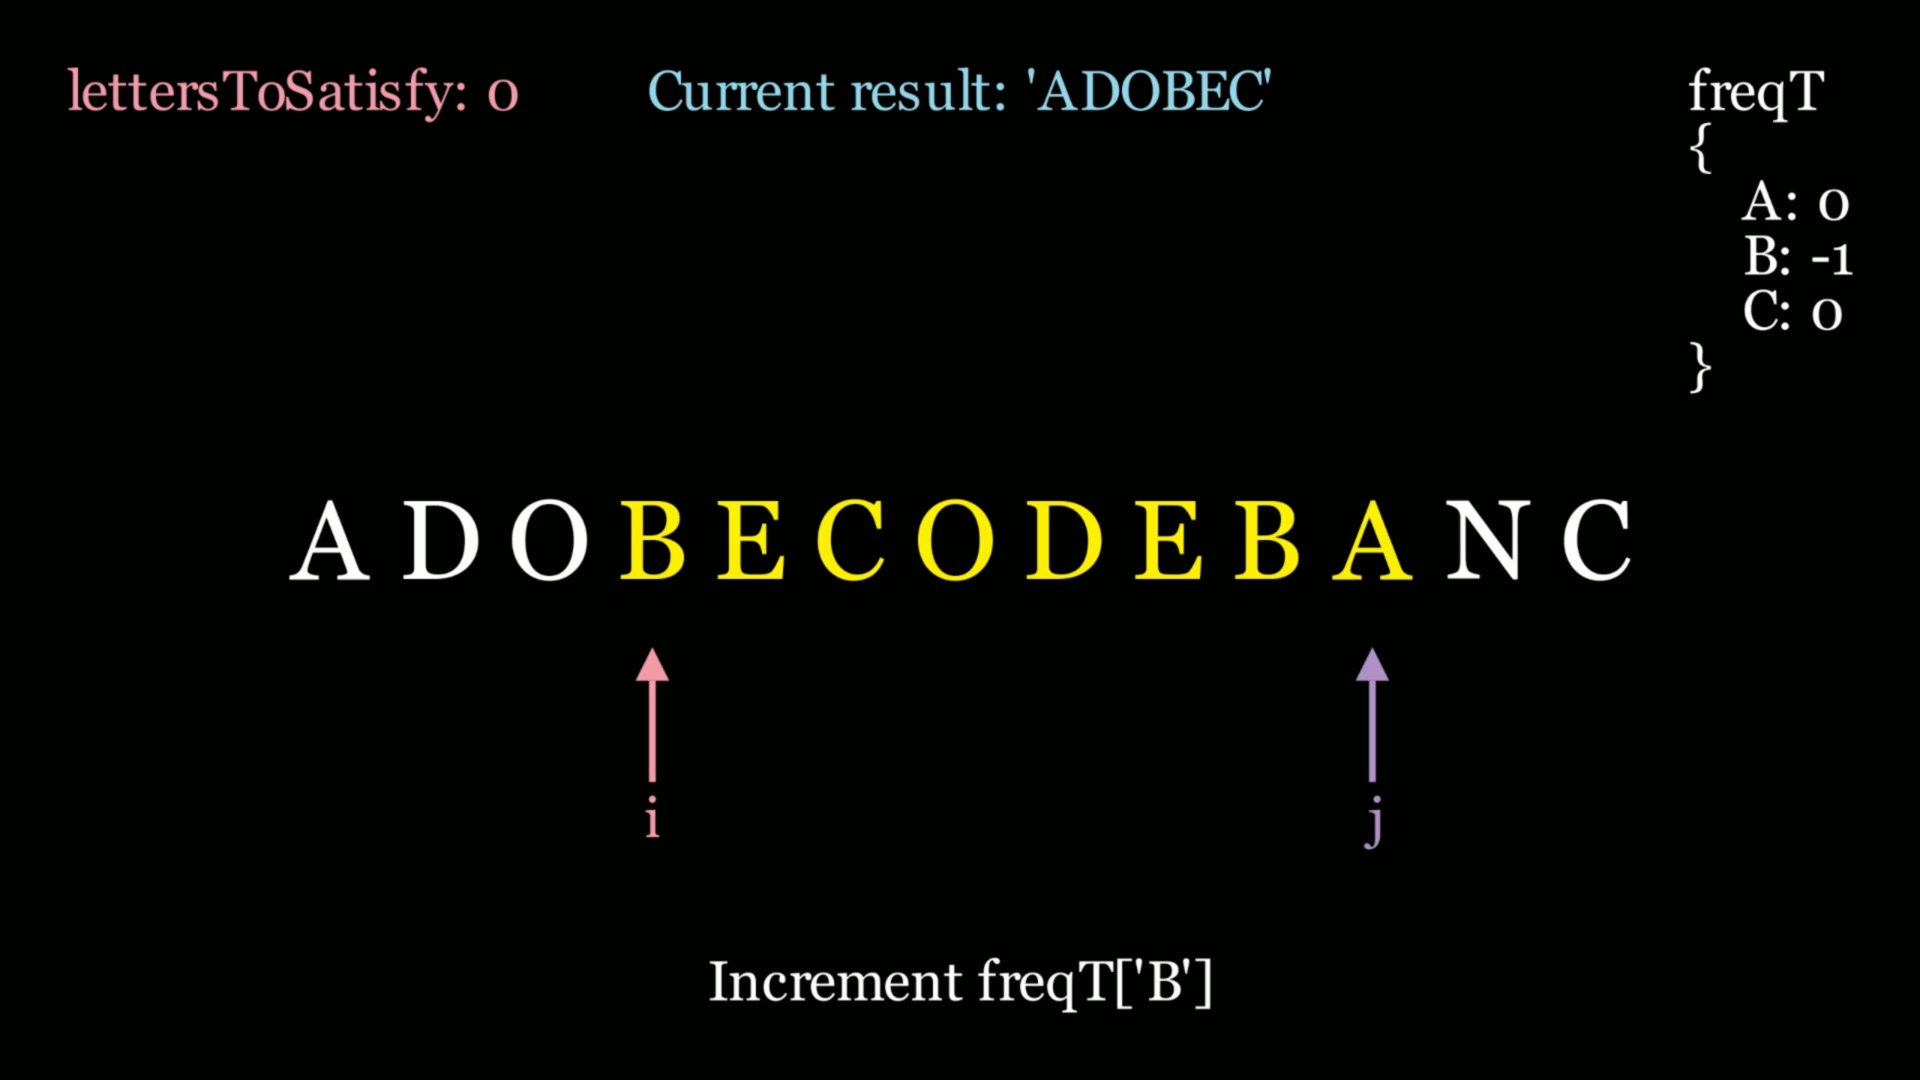 lettersToSatisfy: 0
Current result: 'ADOBEC'
freqT
{
A: 0
B: -1
C: 0
}
A D O B E C O D E B A N C
i
j
Increment freqT['B']